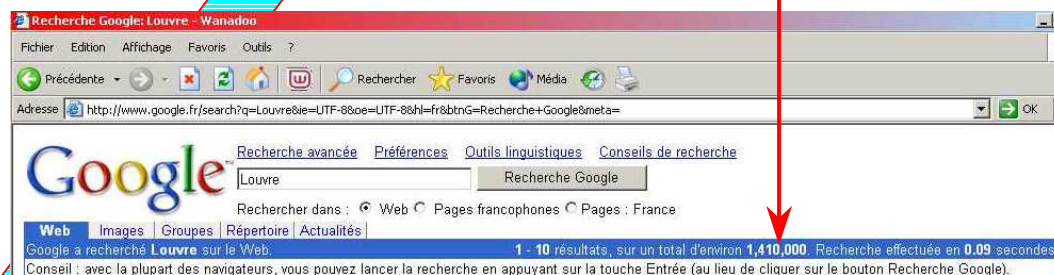 Recherche Google: Louvre - Wanadoo
Fichier Edition Affichage Favoris Outils ?
Précédente Rechercher Favoris Média
Adresse http://www.google.fr/search?q=Louvre&ie=UTF-8&oe=UTF-8&hl=fr&btnG=Recherche+Google&meta= OK
Recherche avancée Préférences Outils linguistiques Conseils de recherche
Google
Louvre Recherche Google
Rechercher dans : Web Pages francophones Pages : France
Web Images Groupes Répertoire Actualités
Google a recherché Louvre sur le Web. 1 - 10 résultats, sur un total d'environ 1,410,000. Recherche effectuée en 0.09 secondes
Conseil : avec la plupart des navigateurs, vous pouvez lancer la recherche en appuyant sur la touche Entrée (au lieu de cliquer sur le bouton Recherche Google).